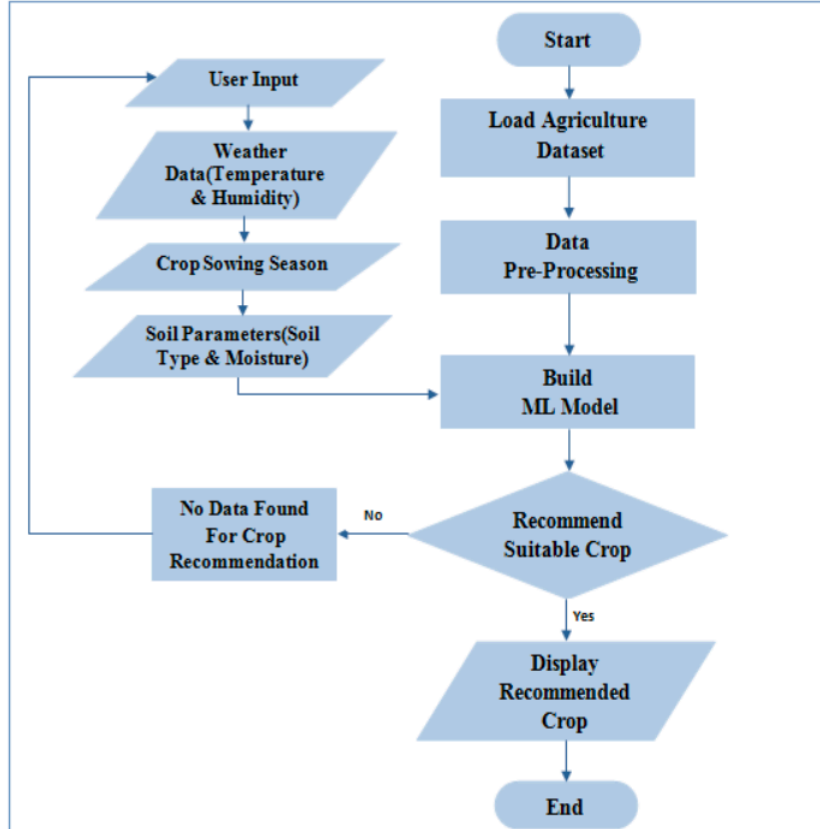 Start
User Input
Load Agriculture
Dataset
Weather
Data(Temperature
& Humidity)
Data
Pre-Processing
Crop Sowing Season
Soil Parameters(Soil
Type & Moisture)
Build
ML Model
No Data Found
For Crop
Recommendation
No
Recommend
Suitable Crop
Yes
Display
Recommended
Crop
End